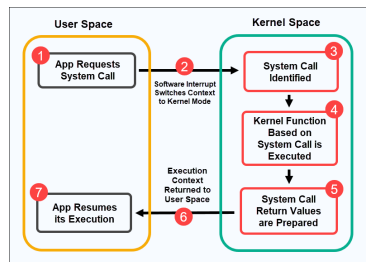 User Space
Kernel Space
1
App Requests
System Call
2
Software Interrupt
Switches Context
to Kernel Mode
3
System Call
Identified
4
Kernel Function
Based on
System Call is
Executed
5
System Call
Return Values
are Prepared
Execution
Context
Returned to
User Space
6
7
App Resumes
its Execution